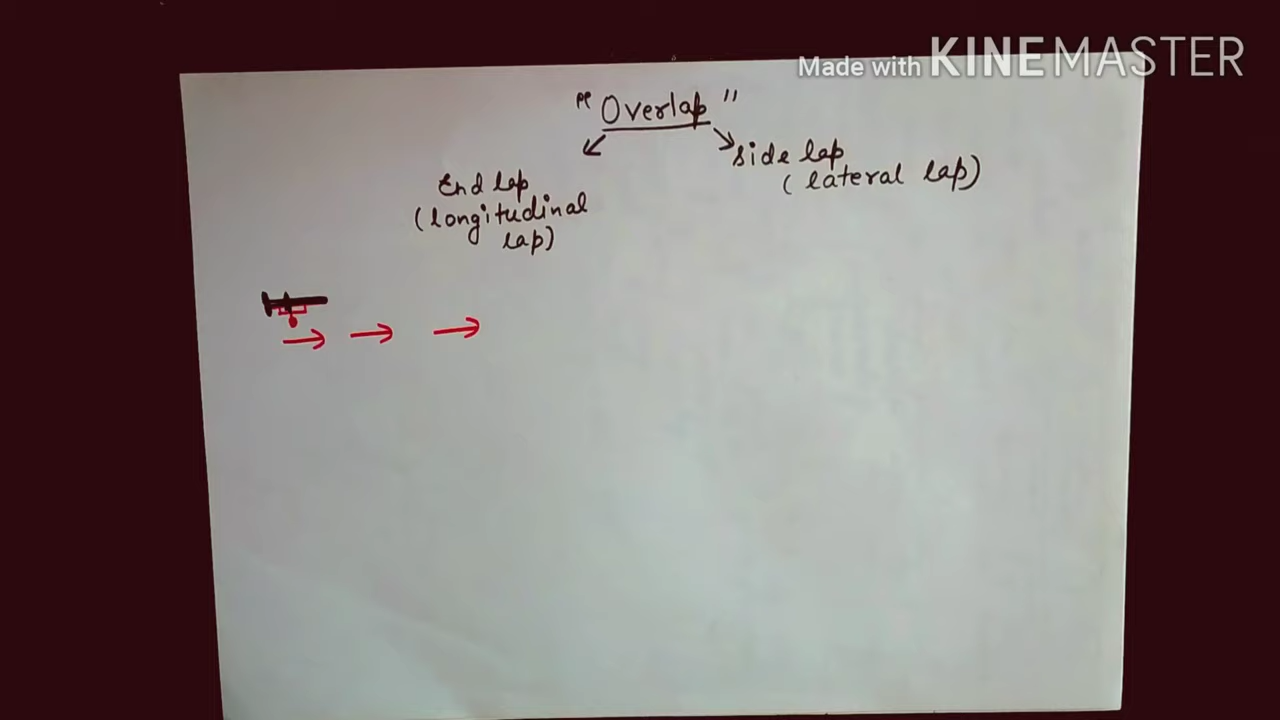 Made with KINEMASTER
"Overlap"
Side lap
(lateral lap)
End lap
(longitudinal
lap)